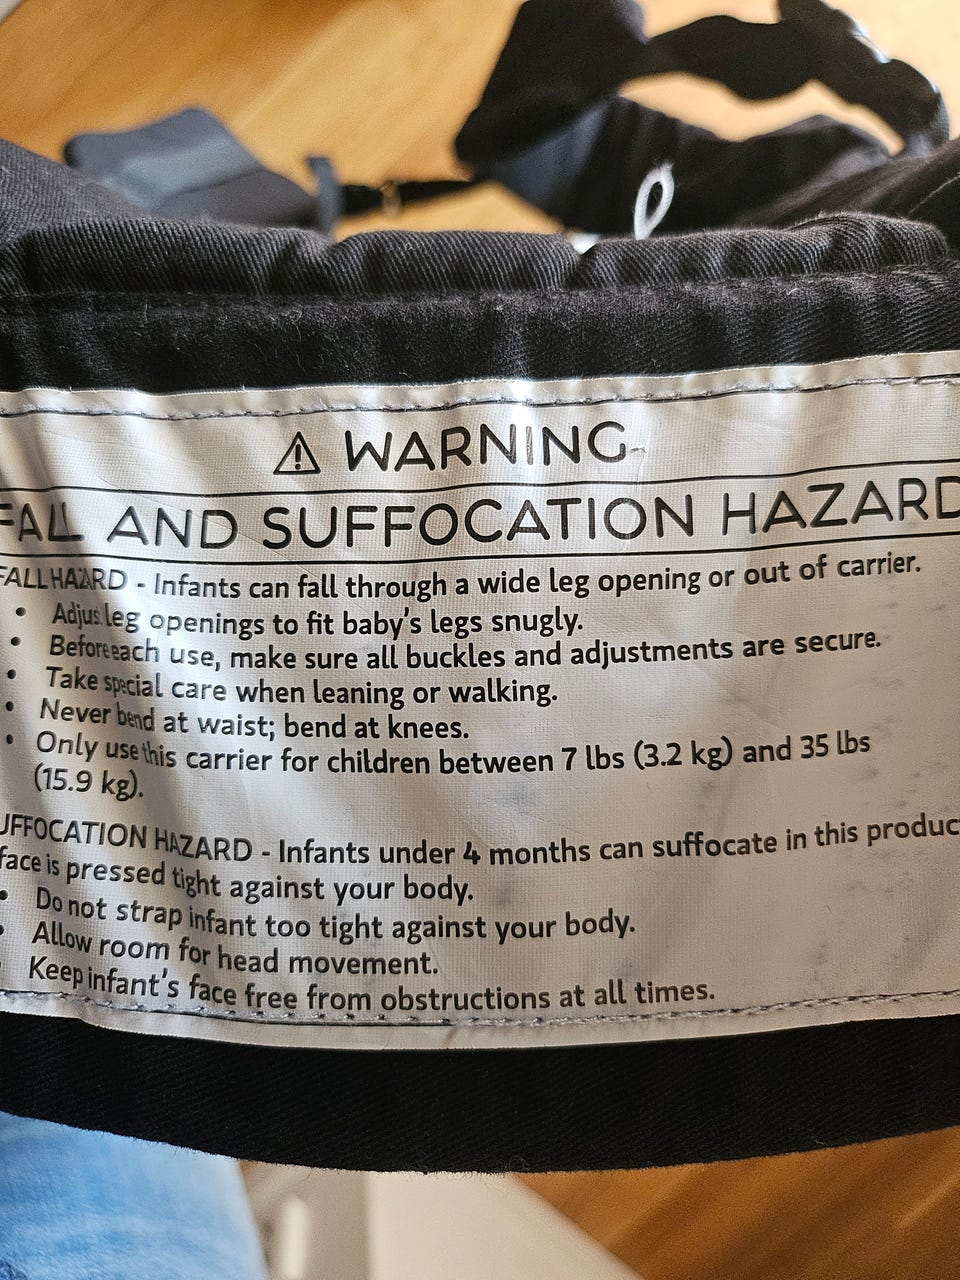 ⚠ WARNING
FALL AND SUFFOCATION HAZARD
FALL HAZARD - Infants can fall through a wide leg opening or out of carrier.
• Adjust leg openings to fit baby's legs snugly.
• Before each use, make sure all buckles and adjustments are secure.
• Take special care when leaning or walking.
• Never bend at waist; bend at knees.
• Only use this carrier for children between 7 lbs (3.2 kg) and 35 lbs
(15.9 kg).
SUFFOCATION HAZARD - Infants under 4 months can suffocate in this product
face is pressed tight against your body.
• Do not strap infant too tight against your body.
• Allow room for head movement.
• Keep infant's face free from obstructions at all times.